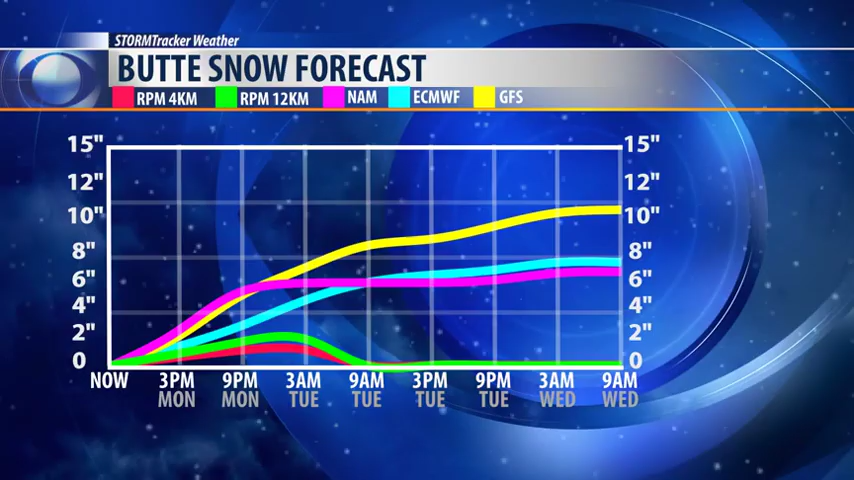 STORMTracker Weather
BUTTE SNOW FORECAST
RPM 4KM RPM 12KM NAM ECMWF GFS
15" 15"
12" 12"
10" 10"
8" 8"
6" 6"
4" 4"
2" 2"
0 0
NOW 3PM 9PM 3AM 9AM 3PM 9PM 3AM 9AM
MON MON TUE TUE TUE TUE WED WED